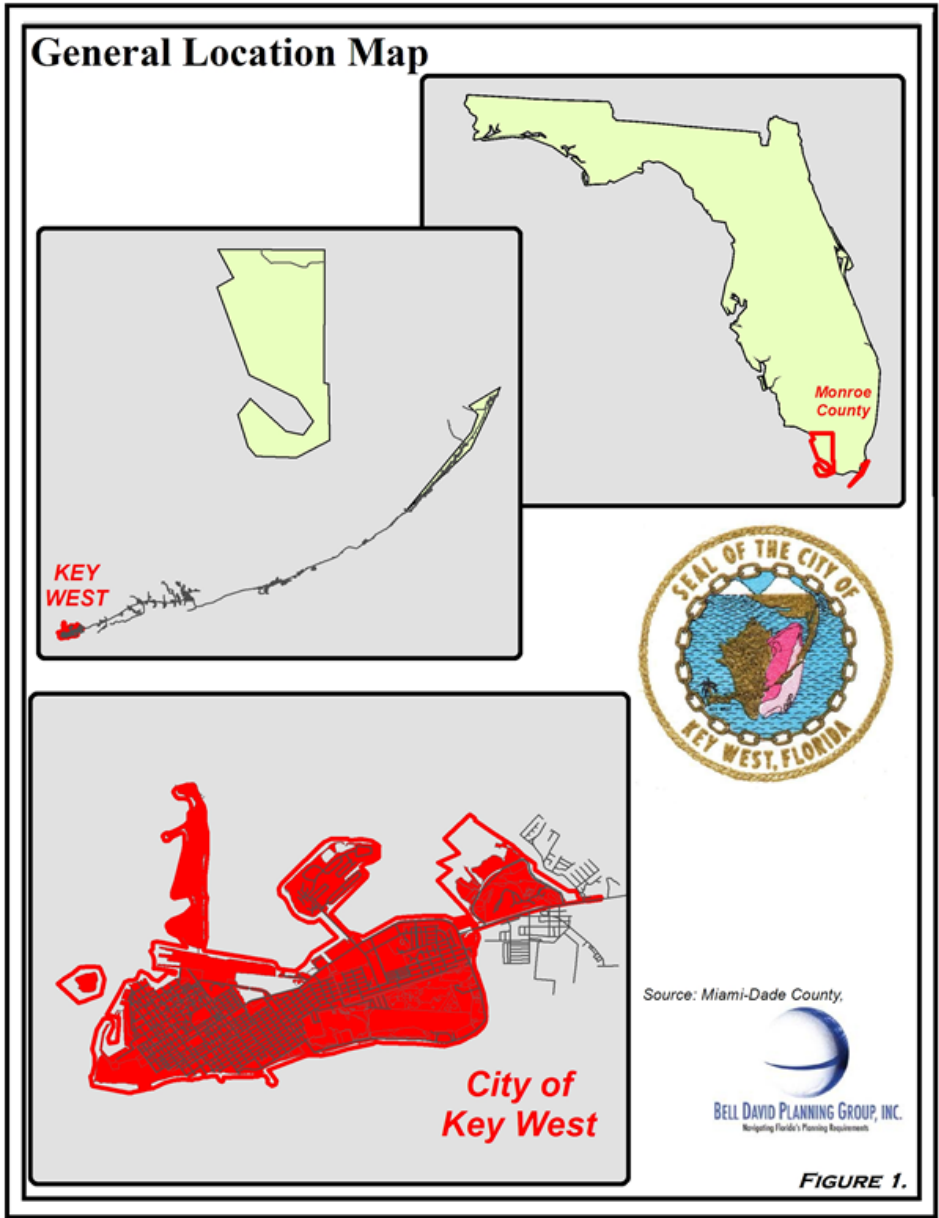 General Location Map
Monroe
County
KEY
WEST
SEAL OF THE CITY OF
KEY WEST, FLORIDA
Source: Miami-Dade County,
BELL DAVID PLANNING GROUP, INC.
Navigating Florida's Planning Requirements
City of
Key West
FIGURE 1.